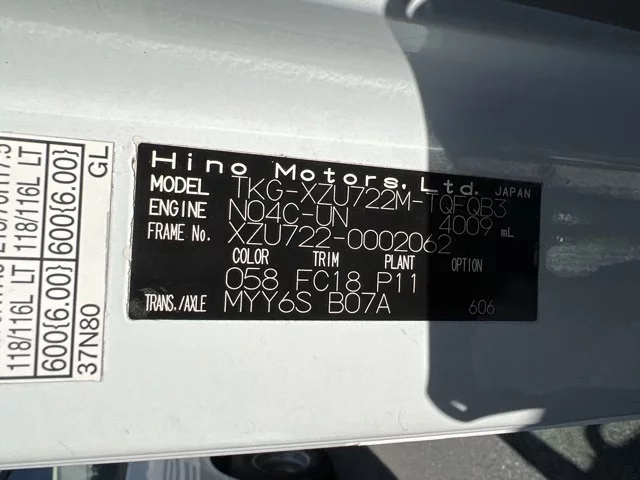 Hino Motors, Ltd. JAPAN
MODEL TKG-XZU722M-TQFQB3
ENGINE N04C-UN 4009 mL
FRAME No. XZU722-0002062
COLOR TRIM PLANT OPTION
058 FC18 P11
TRANS./AXLE MYY6S B07A 606
118/116L LT 118/116L LT
600{6.00} 600{6.00}
37N80 GL